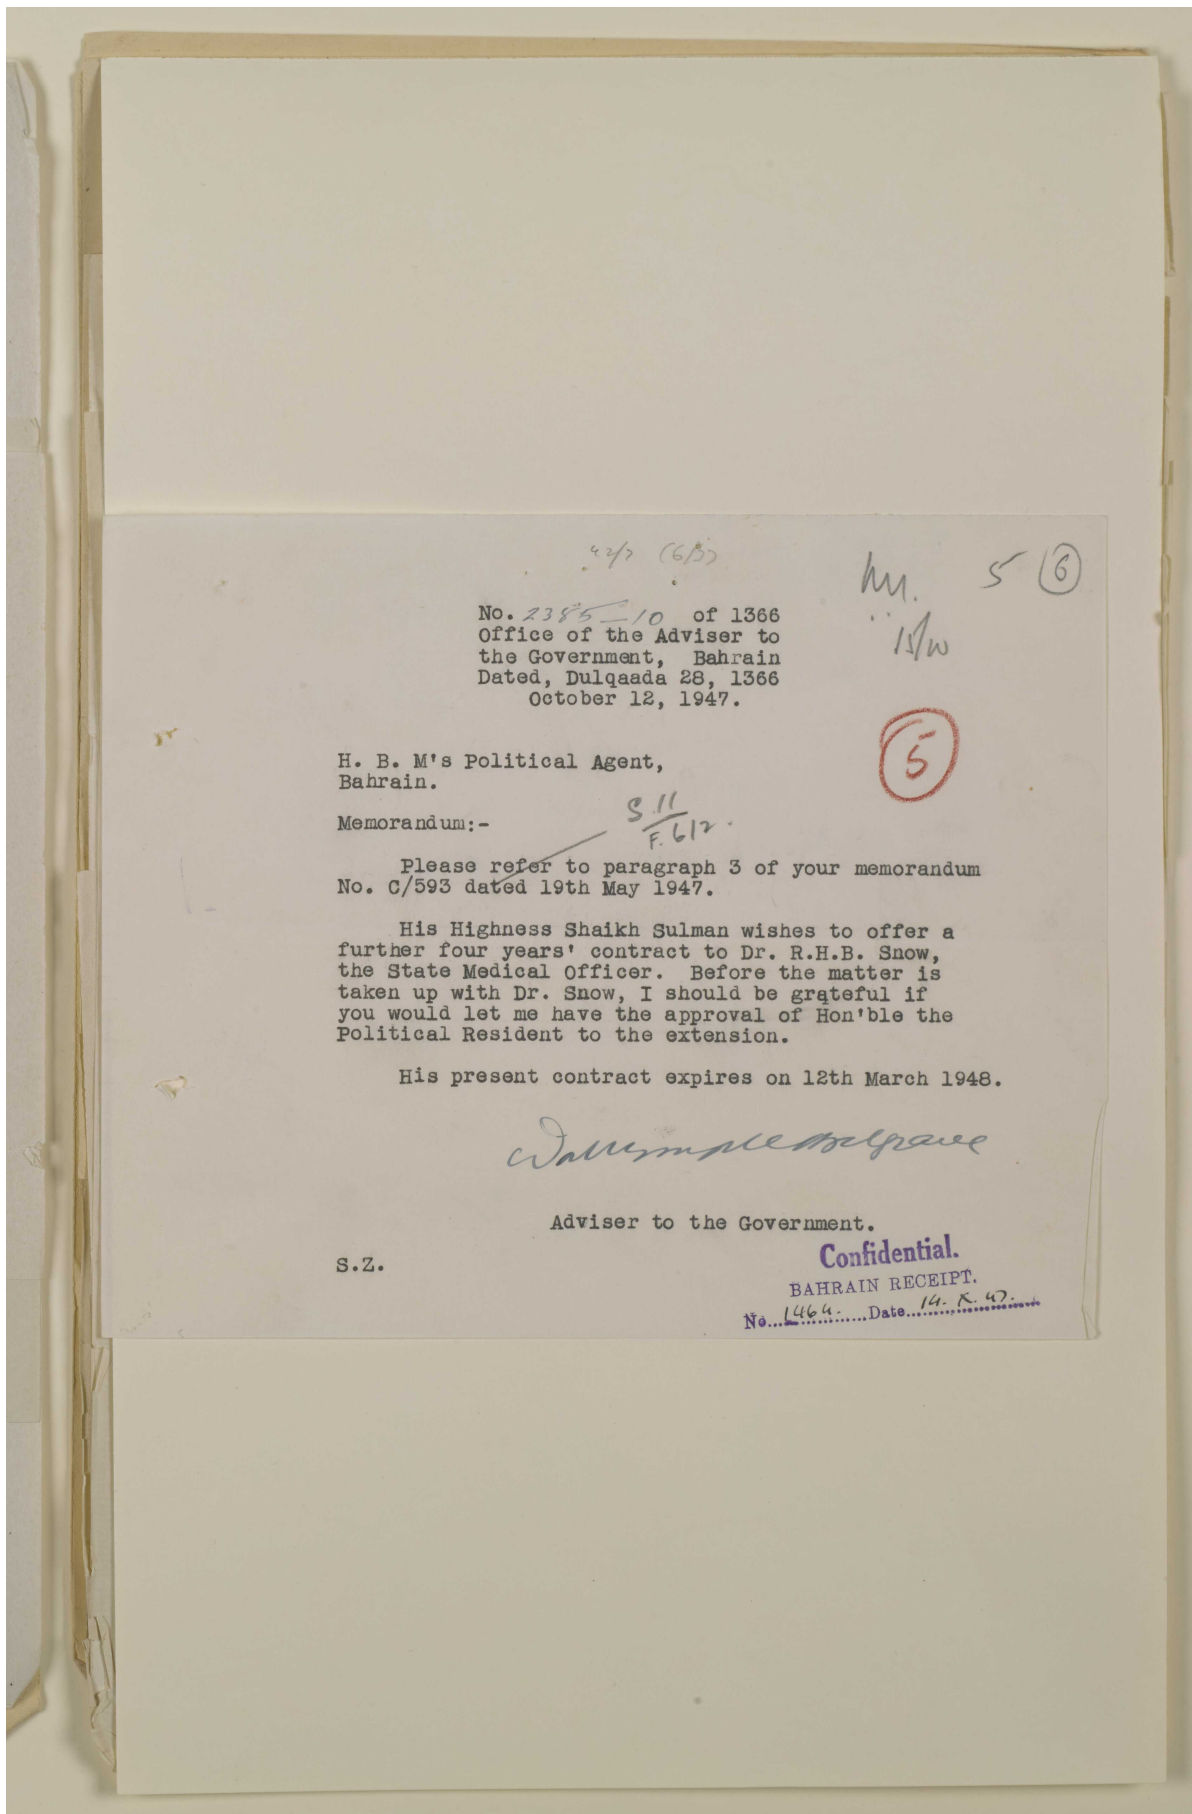 5 6
15/10
No. 2385-10 of 1366
Office of the Adviser to
the Government, Bahrain
Dated, Dulqaada 28, 1366
October 12, 1947.
5
H. B. M's Political Agent,
Bahrain.
S 11
F. 612.
Memorandum:-
Please refer to paragraph 3 of your memorandum
No. C/593 dated 19th May 1947.
His Highness Shaikh Sulman wishes to offer a
further four years' contract to Dr. R.H.B. Snow,
the State Medical Officer. Before the matter is
taken up with Dr. Snow, I should be grateful if
you would let me have the approval of Hon'ble the
Political Resident to the extension.
His present contract expires on 12th March 1948.
Dalrymple Belgrave
Adviser to the Government.
S.Z.
Confidential.
BAHRAIN RECEIPT.
No. 1464. Date 14. X. 47.